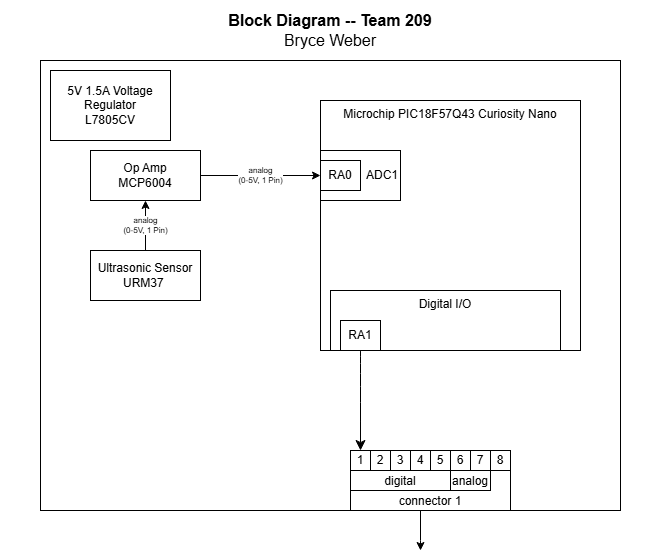 Block Diagram -- Team 209
Bryce Weber
5V 1.5A Voltage
Regulator
L7805CV
Microchip PIC18F57Q43 Curiosity Nano
Op Amp
MCP6004
analog
(0-5V, 1 Pin)
RA0
ADC1
analog
(0-5V, 1 Pin)
Ultrasonic Sensor
URM37
Digital I/O
RA1
1 2 3 4 5 6 7 8
digital analog
connector 1